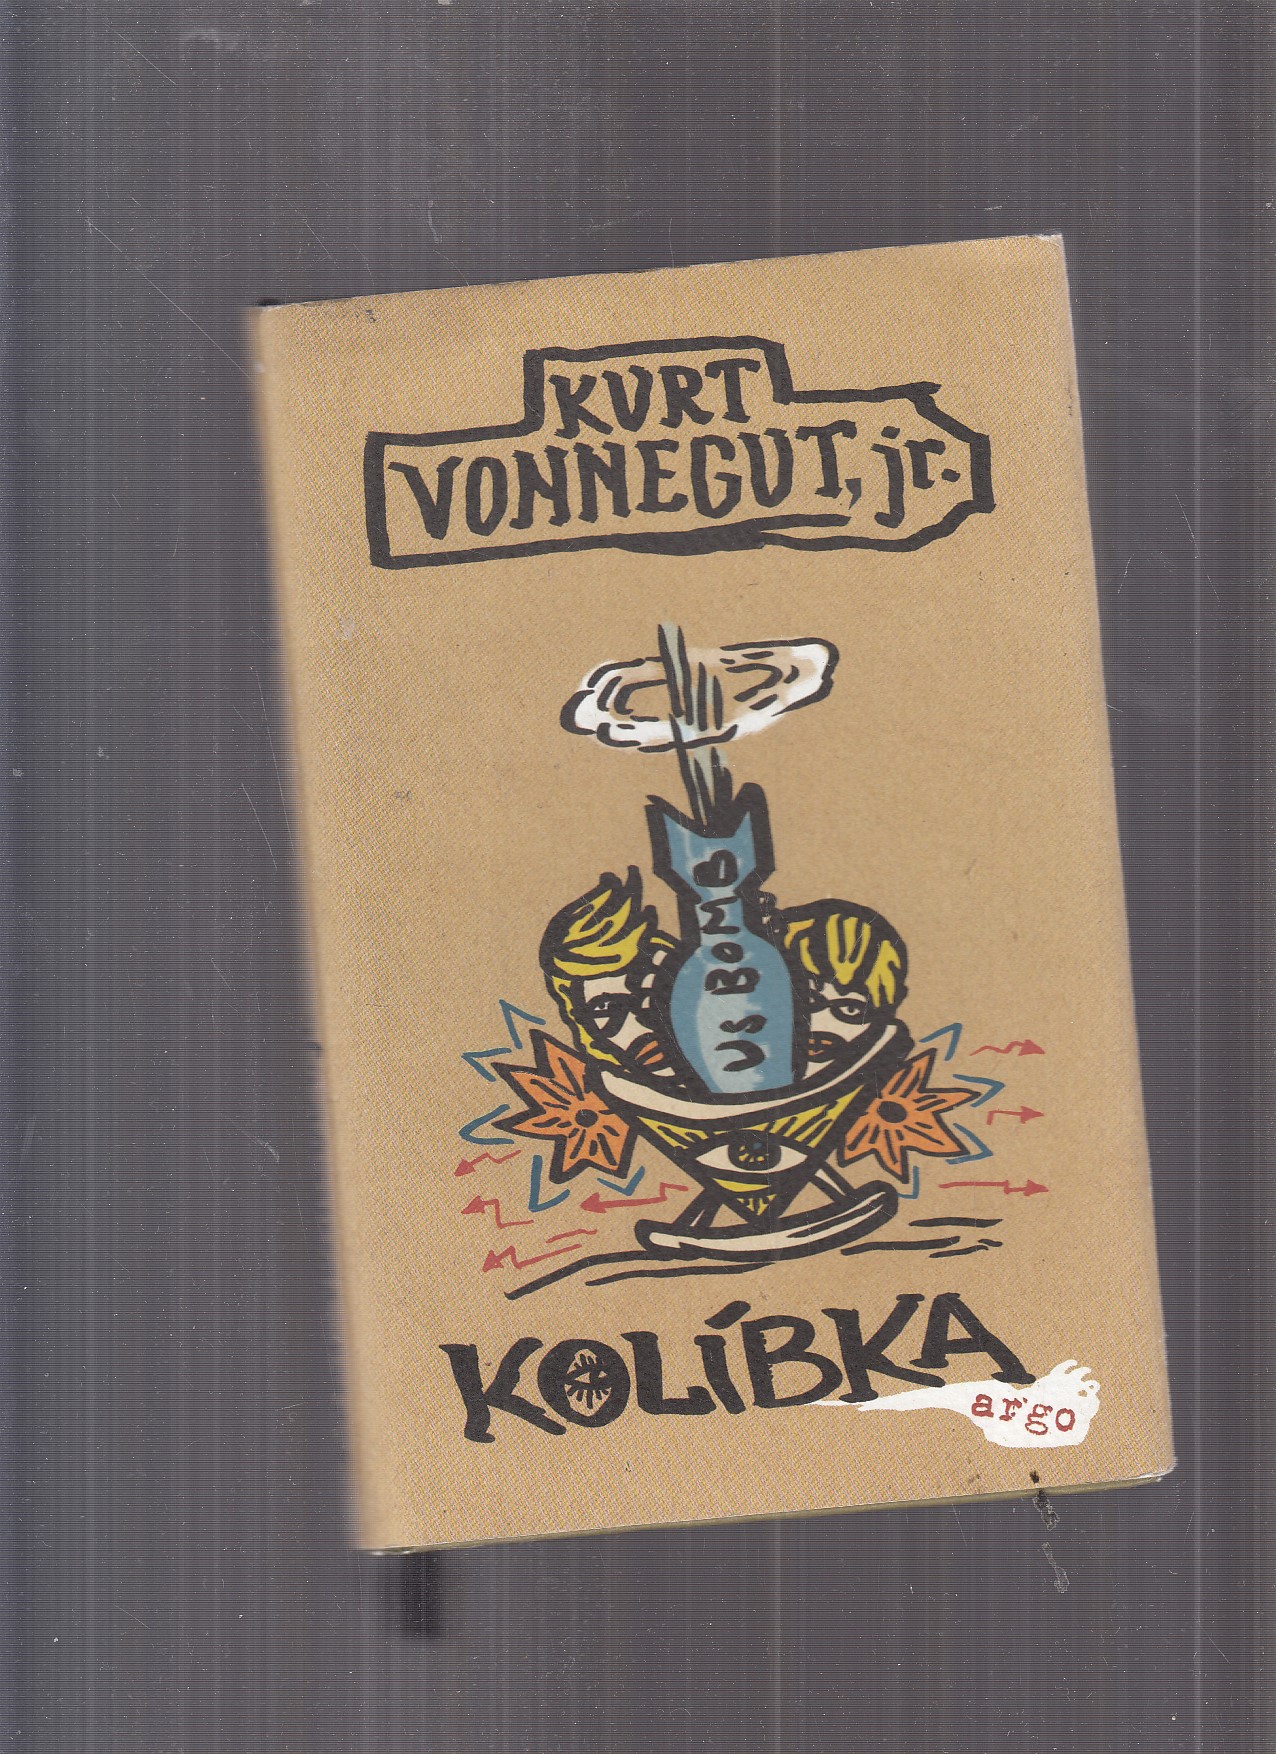 KURT
VONNEGUT, jr.
US BOMB
KOLÍBKA
argo